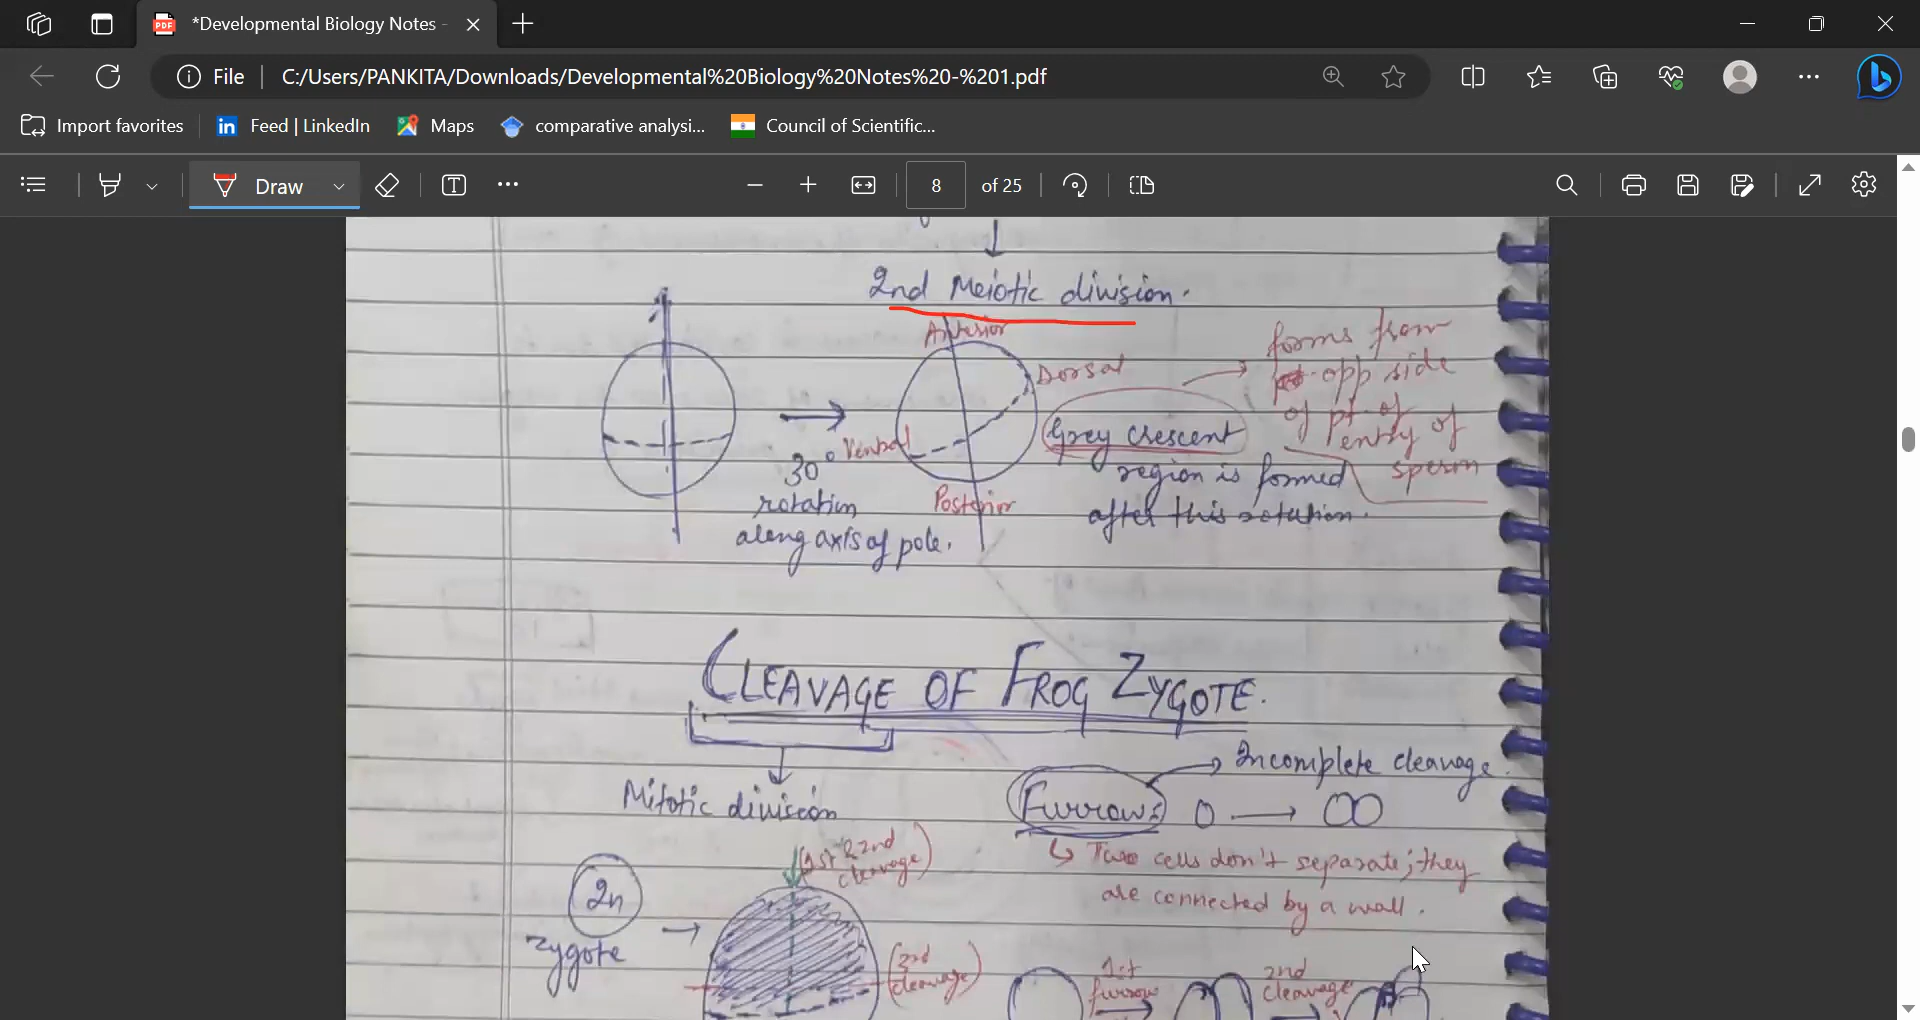 *Developmental Biology Notes -
File
C:/Users/PANKITA/Downloads/Developmental%20Biology%20Notes%20-%201.pdf
Import favorites
Feed | LinkedIn
Maps
comparative analysi...
Council of Scientific...
Draw
8 of 25
2nd Meiotic division.
Anterior
Dorsal
forms from
opp side
of pt. of
entry of
sperm
Grey crescent
region is formed
after this rotation.
Ventral
30°
rotation
along axis of pole.
Posterior
CLEAVAGE OF FROG ZYGOTE.
Mitotic division
Incomplete cleavage.
Furrows:
Two cells don't separate; they
are connected by a wall.
(1st & 2nd
cleavage)
2n
zygote
(3rd
cleavage)
1st
furrow
2nd
cleavage